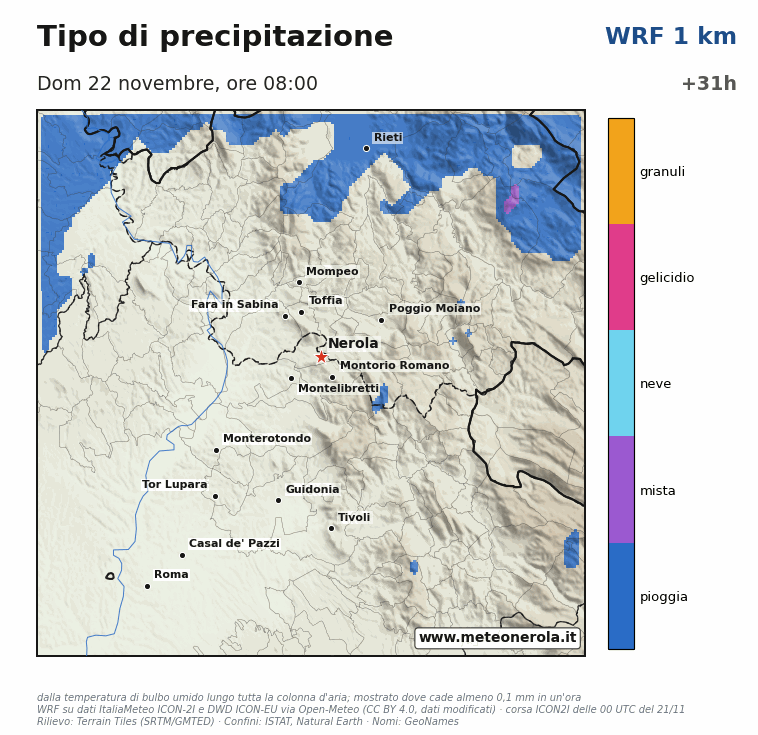 Tipo di precipitazione
WRF 1 km
Dom 22 novembre, ore 08:00
+31h
Rieti
Mompeo
Fara in Sabina
Toffia
Poggio Moiano
Nerola
Montorio Romano
Montelibretti
Monterotondo
Tor Lupara
Guidonia
Tivoli
Casal de' Pazzi
Roma
www.meteonerola.it
granuli
gelicidio
neve
mista
pioggia
dalla temperatura di bulbo umido lungo tutta la colonna d'aria; mostrato dove cade almeno 0,1 mm in un'ora
WRF su dati ItaliaMeteo ICON-2I e DWD ICON-EU via Open-Meteo (CC BY 4.0, dati modificati) · corsa ICON2I delle 00 UTC del 21/11
Rilievo: Terrain Tiles (SRTM/GMTED) · Confini: ISTAT, Natural Earth · Nomi: GeoNames